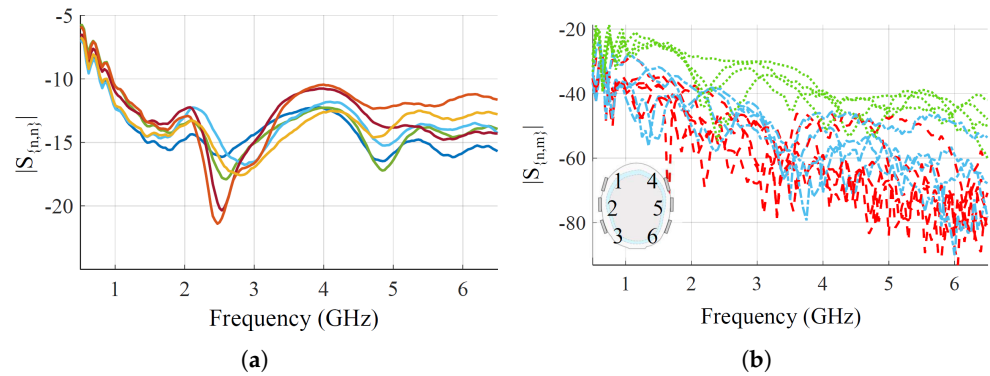 -5
-10
-15
-20
|S{n,n}|
1 2 3 4 5 6
Frequency (GHz)
(a)
-20
-40
-60
-80
|S{n,m}|
1 4
2 5
3 6
1 2 3 4 5 6
Frequency (GHz)
(b)